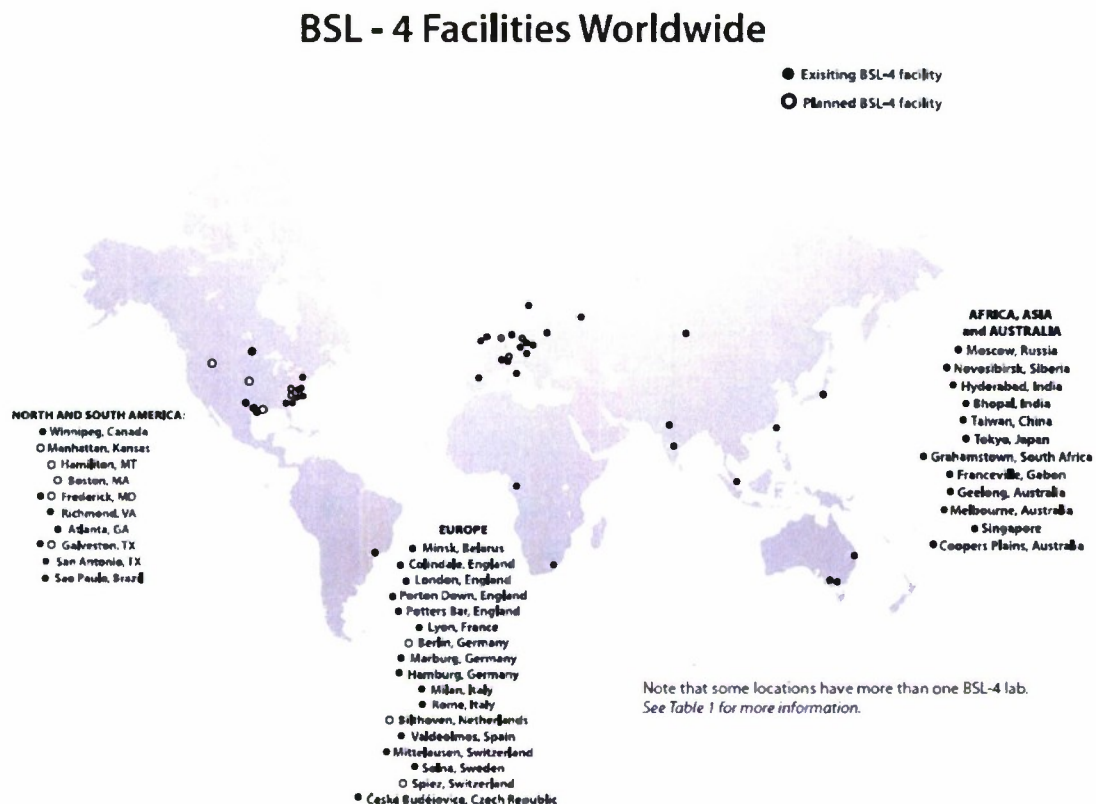 BSL - 4 Facilities Worldwide
Exisiting BSL-4 facility
Planned BSL-4 facility
NORTH AND SOUTH AMERICA:
Winnipeg, Canada
Manhattan, Kansas
Hamilton, MT
Boston, MA
Frederick, MD
Richmond, VA
Atlanta, GA
Galveston, TX
San Antonio, TX
Sao Paulo, Brazil
EUROPE
Minsk, Belarus
Colindale, England
London, England
Porton Down, England
Potters Bar, England
Lyon, France
Berlin, Germany
Marburg, Germany
Hamburg, Germany
Milan, Italy
Rome, Italy
Bilthoven, Netherlands
Valdeolmos, Spain
Mittelausen, Switzerland
Solna, Sweden
Spiez, Switzerland
Česke Budějovice, Czech Republic
AFRICA, ASIA
and AUSTRALIA
Moscow, Russia
Novosibirsk, Siberia
Hyderabad, India
Bhopal, India
Taiwan, China
Tokyo, Japan
Grahamstown, South Africa
Franceville, Gabon
Geelong, Australia
Melbourne, Australia
Singapore
Coopers Plains, Australia
Note that some locations have more than one BSL-4 lab.
See Table 1 for more information.